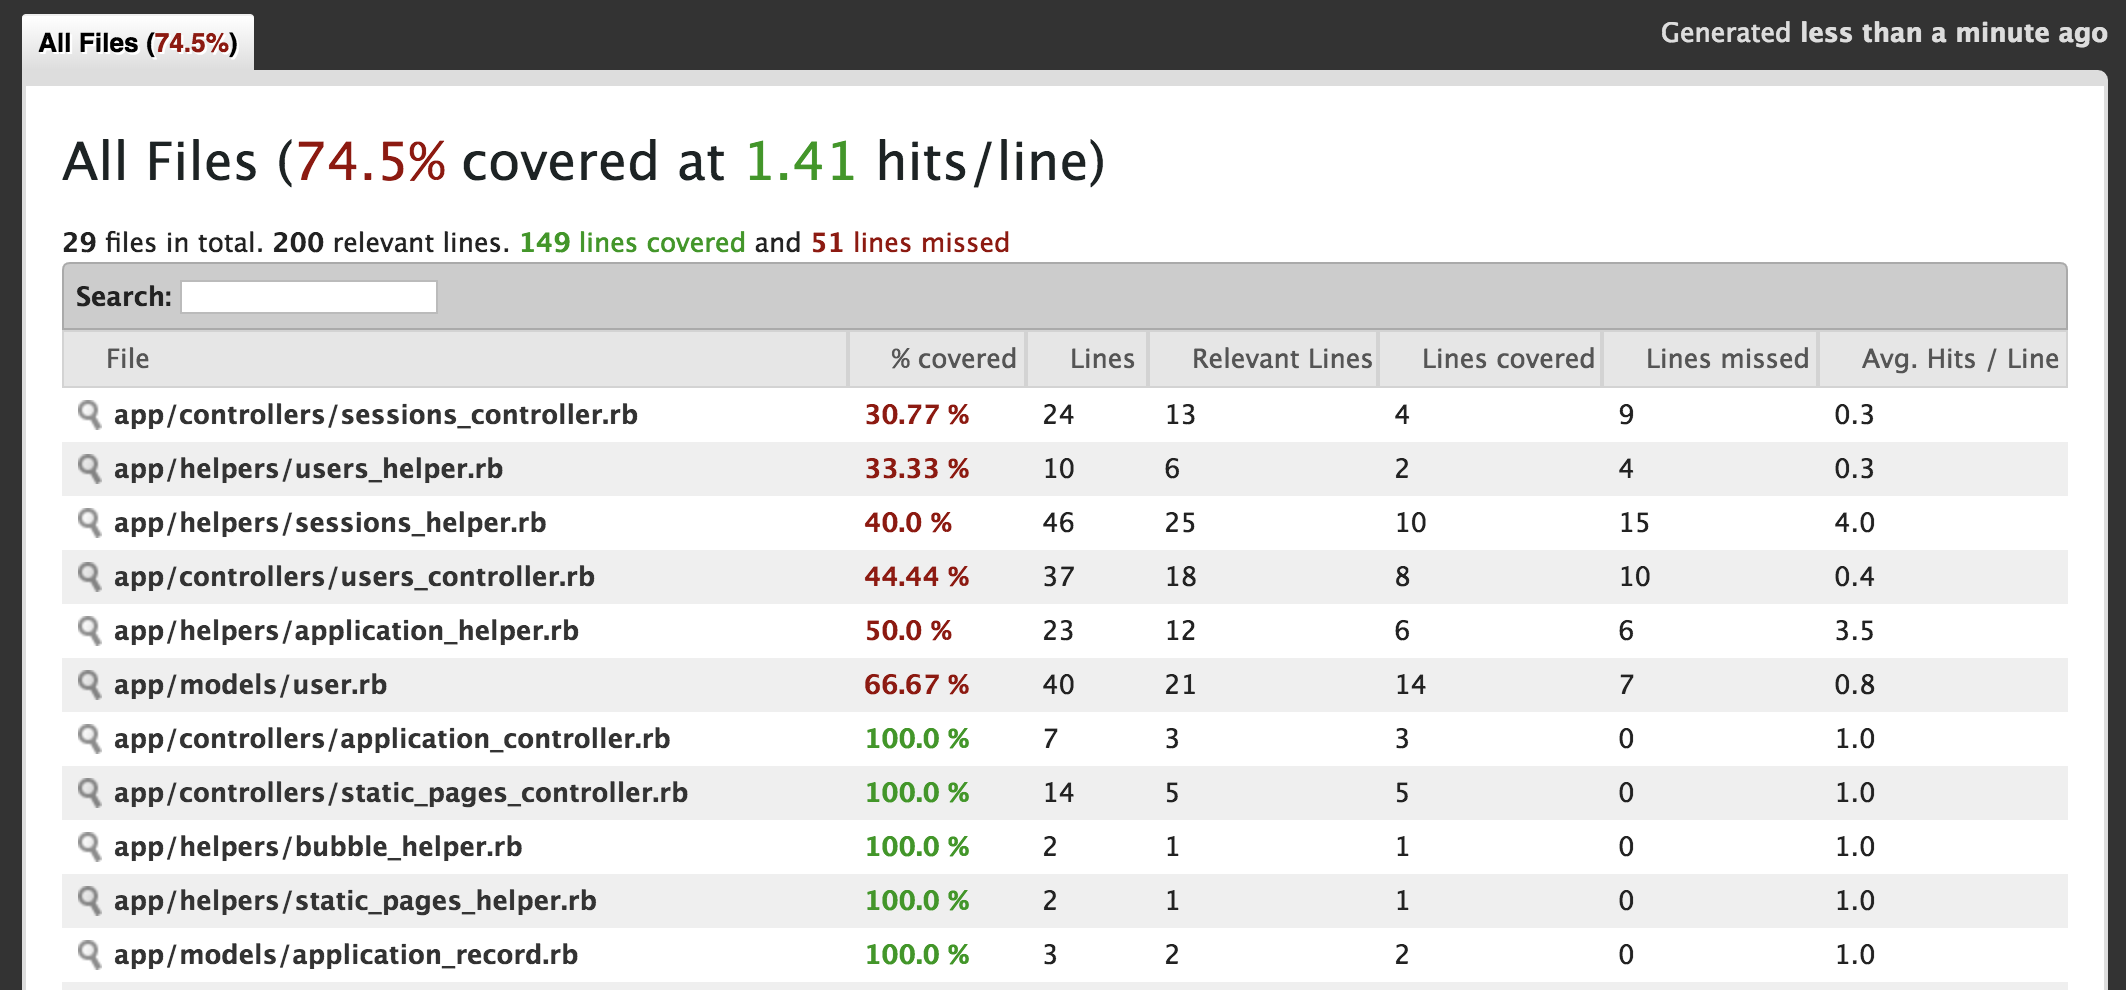 All Files (74.5%)
Generated less than a minute ago
All Files (74.5% covered at 1.41 hits/line)
29 files in total. 200 relevant lines. 149 lines covered and 51 lines missed
Search:
File % covered Lines Relevant Lines Lines covered Lines missed Avg. Hits / Line
app/controllers/sessions_controller.rb 30.77 % 24 13 4 9 0.3
app/helpers/users_helper.rb 33.33 % 10 6 2 4 0.3
app/helpers/sessions_helper.rb 40.0 % 46 25 10 15 4.0
app/controllers/users_controller.rb 44.44 % 37 18 8 10 0.4
app/helpers/application_helper.rb 50.0 % 23 12 6 6 3.5
app/models/user.rb 66.67 % 40 21 14 7 0.8
app/controllers/application_controller.rb 100.0 % 7 3 3 0 1.0
app/controllers/static_pages_controller.rb 100.0 % 14 5 5 0 1.0
app/helpers/bubble_helper.rb 100.0 % 2 1 1 0 1.0
app/helpers/static_pages_helper.rb 100.0 % 2 1 1 0 1.0
app/models/application_record.rb 100.0 % 3 2 2 0 1.0